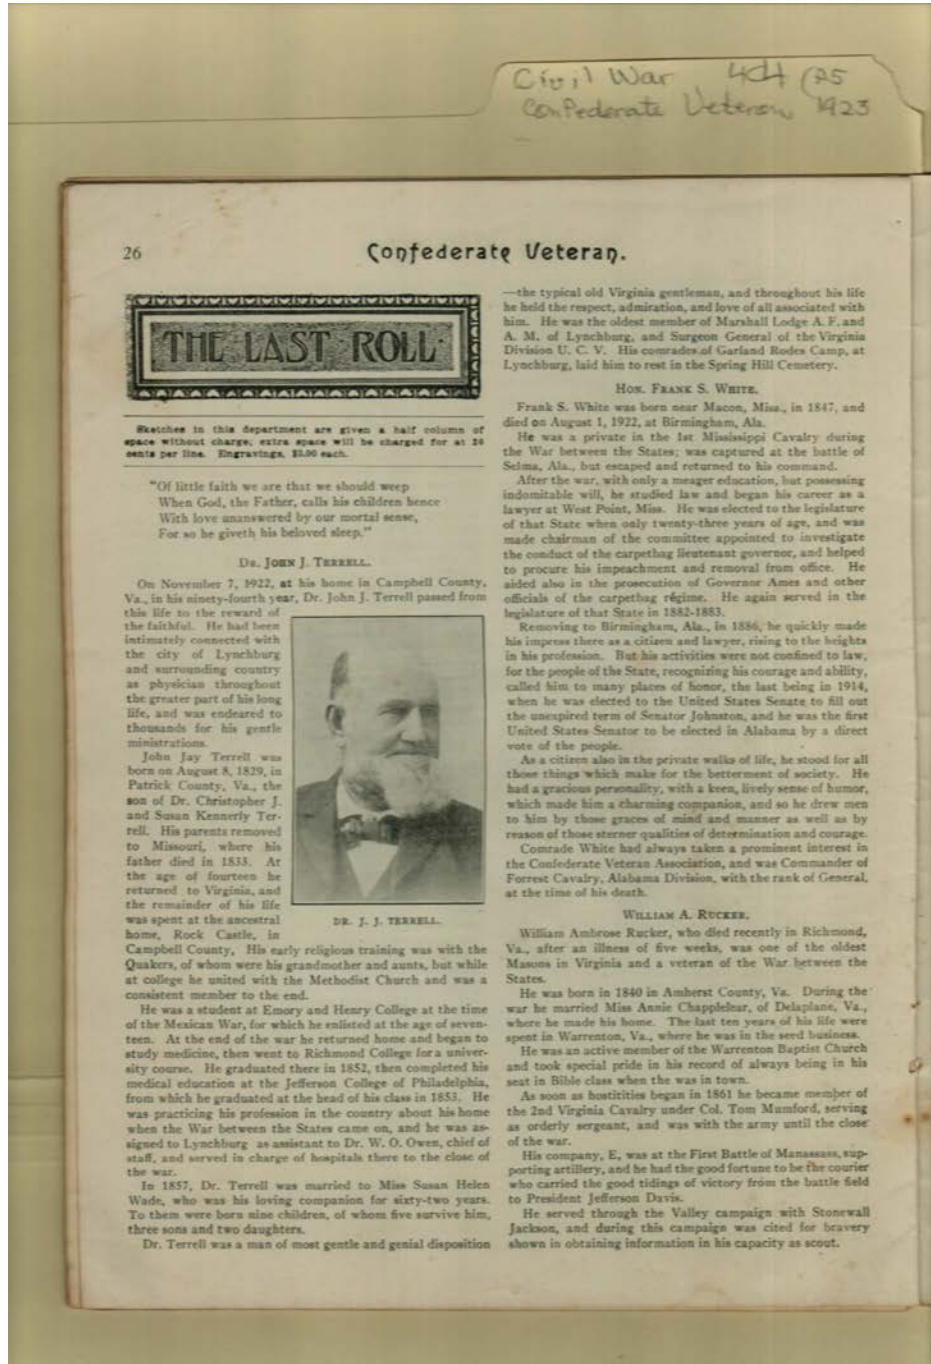 Civil War 4d4 (25
Confederate Veteran 1923
26
Confederate Veteran.
THE LAST ROLL
Sketches in this department are given a half column of
space without charge; extra space will be charged for at 20
cents per line. Engravings, $3.00 each.
"Of little faith we are that we should weep
When God, the Father, calls his children hence
With love unanswered by our mortal sense,
For so he giveth his beloved sleep."
DR. JOHN J. TERRELL.
On November 7, 1922, at his home in Campbell County,
Va., in his ninety-fourth year, Dr. John J. Terrell passed from
this life to the reward of
the faithful. He had been
intimately connected with
the city of Lynchburg
and surrounding country
as physician throughout
the greater part of his long
life, and was endeared to
thousands for his gentle
ministrations.
John Jay Terrell was
born on August 8, 1829, in
Patrick County, Va., the
son of Dr. Christopher J.
and Susan Kennerly Ter-
rell. His parents removed
to Missouri, where his
father died in 1833. At
the age of fourteen he
returned to Virginia, and
the remainder of his life
was spent at the ancestral
home, Rock Castle, in
Campbell County, His early religious training was with the
Quakers, of whom were his grandmother and aunts, but while
at college he united with the Methodist Church and was a
consistent member to the end.
He was a student at Emory and Henry College at the time
of the Mexican War, for which he enlisted at the age of seven-
teen. At the end of the war he returned home and began to
study medicine, then went to Richmond College for a univer-
sity course. He graduated there in 1852, then completed his
medical education at the Jefferson College of Philadelphia,
from which he graduated at the head of his class in 1853. He
was practicing his profession in the country about his home
when the War between the States came on, and he was as-
signed to Lynchburg as assistant to Dr. W. O. Owen, chief of
staff, and served in charge of hospitals there to the close of
the war.
In 1857, Dr. Terrell was married to Miss Susan Helen
Wade, who was his loving companion for sixty-two years.
To them were born nine children, of whom five survive him,
three sons and two daughters.
Dr. Terrell was a man of most gentle and genial disposition
DR. J. J. TERRELL.
—the typical old Virginia gentleman, and throughout his life
he held the respect, admiration, and love of all associated with
him. He was the oldest member of Marshall Lodge A. F. and
A. M. of Lynchburg, and Surgeon General of the Virginia
Division U. C. V. His comrades of Garland Rodes Camp, at
Lynchburg, laid him to rest in the Spring Hill Cemetery.
HON. FRANK S. WHITE.
Frank S. White was born near Macon, Miss., in 1847, and
died on August 1, 1922, at Birmingham, Ala.
He was a private in the 1st Mississippi Cavalry during
the War between the States; was captured at the battle of
Selma, Ala., but escaped and returned to his command.
After the war, with only a meager education, but possessing
indomitable will, he studied law and began his career as a
lawyer at West Point, Miss. He was elected to the legislature
of that State when only twenty-three years of age, and was
made chairman of the committee appointed to investigate
the conduct of the carpetbag lieutenant governor, and helped
to procure his impeachment and removal from office. He
aided also in the prosecution of Governor Ames and other
officials of the carpetbag régime. He again served in the
legislature of that State in 1882-1883.
Removing to Birmingham, Ala., in 1886, he quickly made
his impress there as a citizen and lawyer, rising to the heights
in his profession. But his activities were not confined to law,
for the people of the State, recognizing his courage and ability,
called him to many places of honor, the last being in 1914,
when he was elected to the United States Senate to fill out
the unexpired term of Senator Johnston, and he was the first
United States Senator to be elected in Alabama by a direct
vote of the people.
As a citizen also in the private walks of life, he stood for all
those things which make for the betterment of society. He
had a gracious personality, with a keen, lively sense of humor,
which made him a charming companion, and so he drew men
to him by those graces of mind and manner as well as by
reason of those sterner qualities of determination and courage.
Comrade White had always taken a prominent interest in
the Confederate Veteran Association, and was Commander of
Forrest Cavalry, Alabama Division, with the rank of General,
at the time of his death.
WILLIAM A. RUCKER.
William Ambrose Rucker, who died recently in Richmond,
Va., after an illness of five weeks, was one of the oldest
Masons in Virginia and a veteran of the War between the
States.
He was born in 1840 in Amherst County, Va. During the
war he married Miss Annie Chapplelear, of Delaplane, Va.,
where he made his home. The last ten years of his life were
spent in Warrenton, Va., where he was in the seed business.
He was an active member of the Warrenton Baptist Church
and took special pride in his record of always being in his
seat in Bible class when the was in town.
As soon as hostitities began in 1861 he became member of
the 2nd Virginia Cavalry under Col. Tom Mumford, serving
as orderly sergeant, and was with the army until the close
of the war.
His company, E, was at the First Battle of Manassass, sup-
porting artillery, and he had the good fortune to be the courier
who carried the good tidings of victory from the battle field
to President Jefferson Davis.
He served through the Valley campaign with Stonewall
Jackson, and during this campaign was cited for bravery
shown in obtaining information in his capacity as scout.